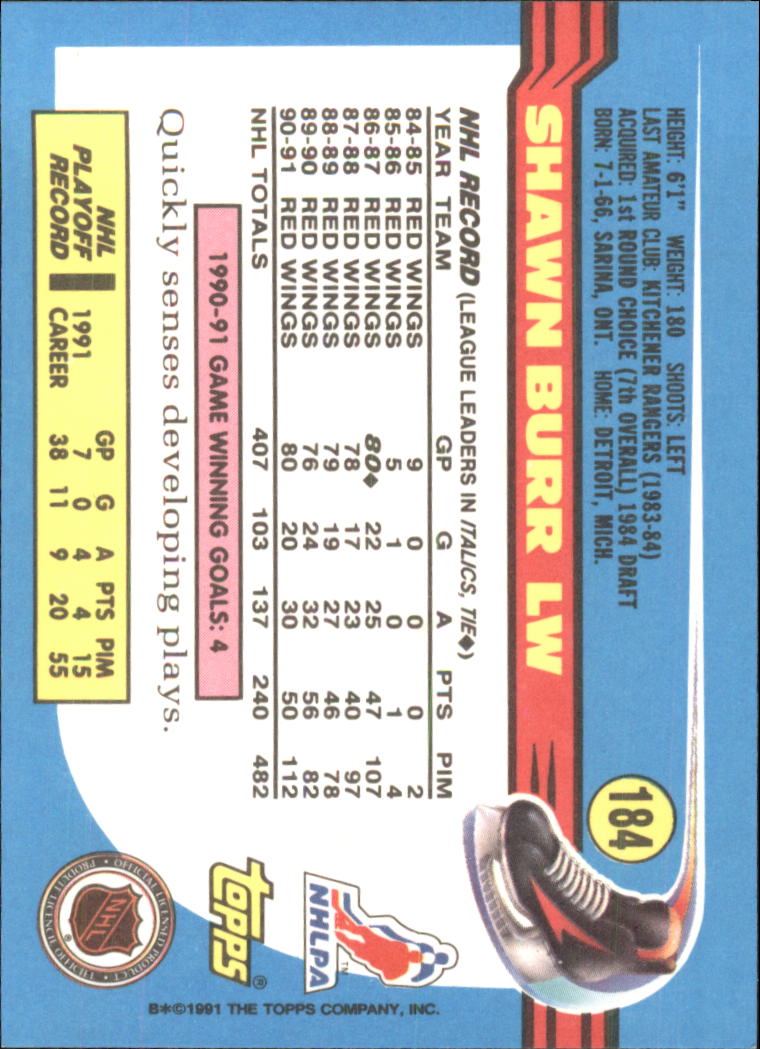 HEIGHT: 6'1" WEIGHT: 180 SHOOTS: LEFT
LAST AMATEUR CLUB: KITCHENER RANGERS (1983-84)
ACQUIRED: 1st ROUND CHOICE (7th OVERALL) 1984 DRAFT
BORN: 7-1-66, SARINA, ONT. HOME: DETROIT, MICH.
184
SHAWN BURR LW
NHL RECORD (LEAGUE LEADERS IN ITALICS, TIE◆)
YEAR TEAM GP G A PTS PIM
84-85 RED WINGS 9 0 0 0 2
85-86 RED WINGS 5 1 0 1 4
86-87 RED WINGS 80◆ 22 25 47 107
87-88 RED WINGS 78 17 23 40 97
88-89 RED WINGS 79 19 27 46 78
89-90 RED WINGS 76 24 32 56 82
90-91 RED WINGS 80 20 30 50 112
NHL TOTALS 407 103 137 240 482
1990-91 GAME WINNING GOALS: 4
Quickly senses developing plays.
NHL PLAYOFF RECORD
GP G A PTS PIM
1991 7 0 4 4 15
CAREER 38 11 9 20 55
NHLPA
TM
topps®
OFFICIAL LICENSED PRODUCT • PRODUIT LICENCIE OFFICIEL •
NHL
®
B*©1991 THE TOPPS COMPANY, INC.